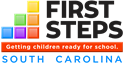 FIRST
STEPS
Getting children ready for school.
SOUTH CAROLINA